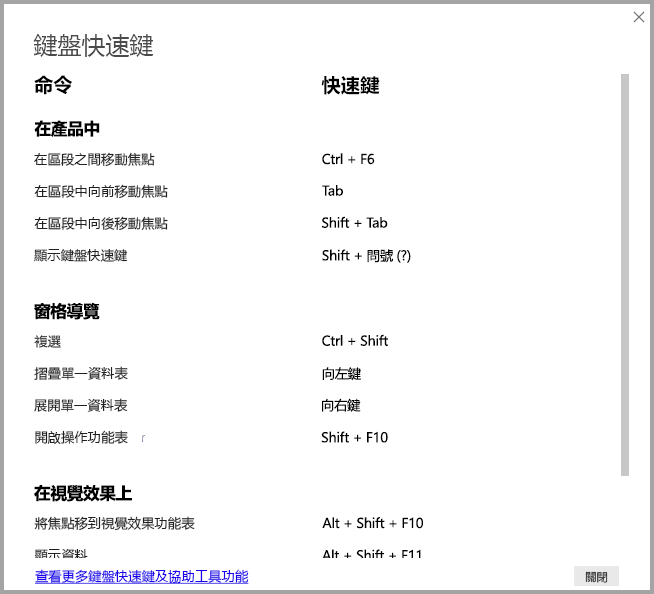 鍵盤快速鍵
命令 快速鍵
在產品中
在區段之間移動焦點 Ctrl + F6
在區段中向前移動焦點 Tab
在區段中向後移動焦點 Shift + Tab
顯示鍵盤快速鍵 Shift + 問號 (?)
窗格導覽
複選 Ctrl + Shift
摺疊單一資料表 向左鍵
展開單一資料表 向右鍵
開啟操作功能表 Shift + F10
在視覺效果上
將焦點移到視覺效果功能表 Alt + Shift + F10
顯示資料 Alt + Shift + F11
查看更多鍵盤快速鍵及協助工具功能
關閉